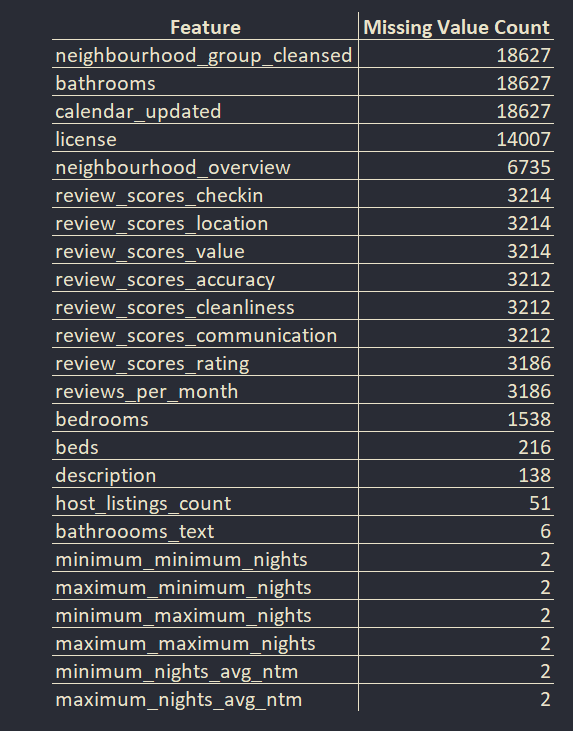 Feature Missing Value Count
neighbourhood_group_cleansed 18627
bathrooms 18627
calendar_updated 18627
license 14007
neighbourhood_overview 6735
review_scores_checkin 3214
review_scores_location 3214
review_scores_value 3214
review_scores_accuracy 3212
review_scores_cleanliness 3212
review_scores_communication 3212
review_scores_rating 3186
reviews_per_month 3186
bedrooms 1538
beds 216
description 138
host_listings_count 51
bathroooms_text 6
minimum_minimum_nights 2
maximum_minimum_nights 2
minimum_maximum_nights 2
maximum_maximum_nights 2
minimum_nights_avg_ntm 2
maximum_nights_avg_ntm 2